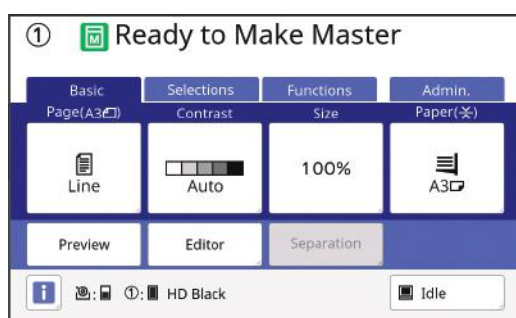 ① Ready to Make Master
Basic Selections Functions Admin.
Page(A3) Contrast Size Paper(✂)
Line Auto 100% A3
Preview Editor Separation
i : ①: HD Black Idle